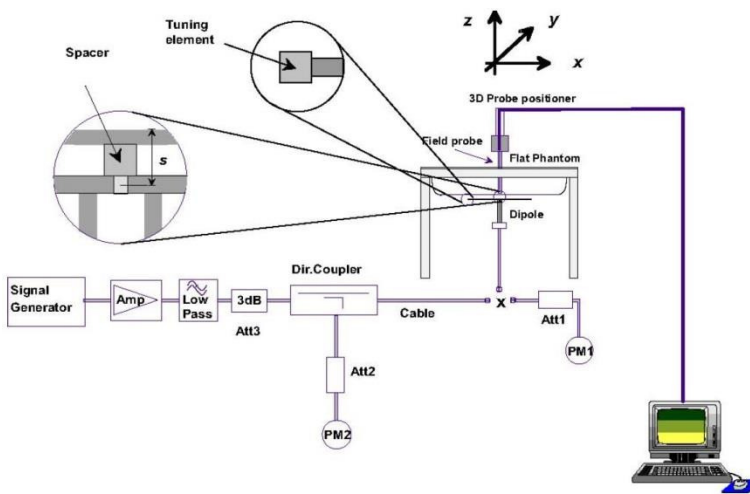 Tuning
element
z
y
x
Spacer
3D Probe positioner
Field probe
Flat Phantom
s
Dipole
Dir.Coupler
Signal
Generator
Amp
Low
Pass
3dB
Cable
x
Att3
Att1
PM1
Att2
PM2